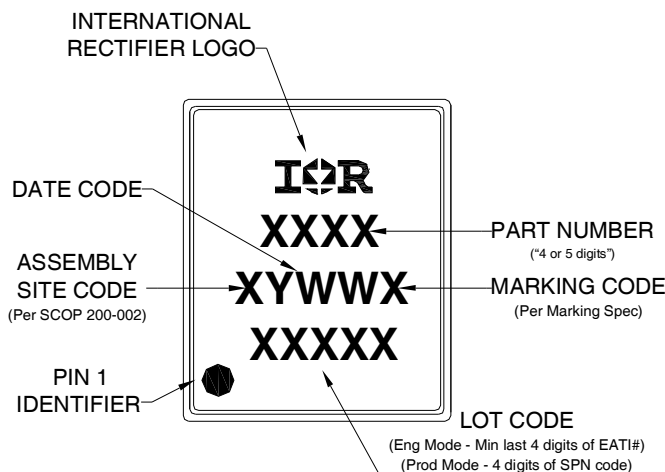 INTERNATIONAL
RECTIFIER LOGO
IOR
DATE CODE
XXXX
PART NUMBER
("4 or 5 digits")
ASSEMBLY
SITE CODE
(Per SCOP 200-002)
XYWWX
MARKING CODE
(Per Marking Spec)
XXXXX
PIN 1
IDENTIFIER
LOT CODE
(Eng Mode - Min last 4 digits of EATI#)
(Prod Mode - 4 digits of SPN code)